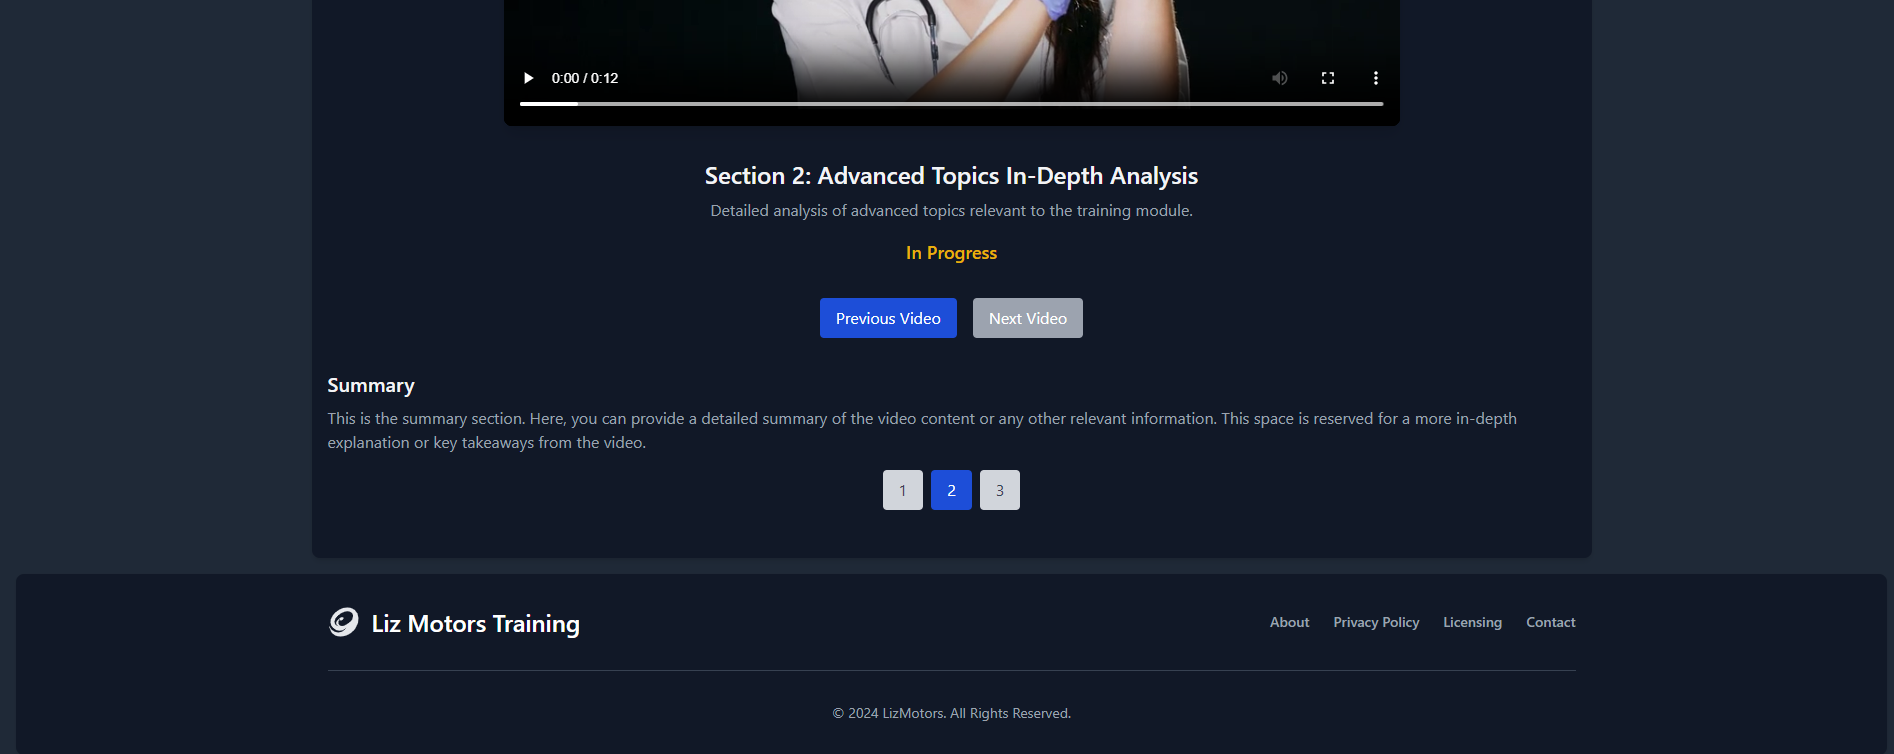 0:00 / 0:12
Section 2: Advanced Topics In-Depth Analysis
Detailed analysis of advanced topics relevant to the training module.
In Progress
Previous Video
Next Video
Summary
This is the summary section. Here, you can provide a detailed summary of the video content or any other relevant information. This space is reserved for a more in-depth
explanation or key takeaways from the video.
1
2
3
Liz Motors Training
About
Privacy Policy
Licensing
Contact
© 2024 LizMotors. All Rights Reserved.